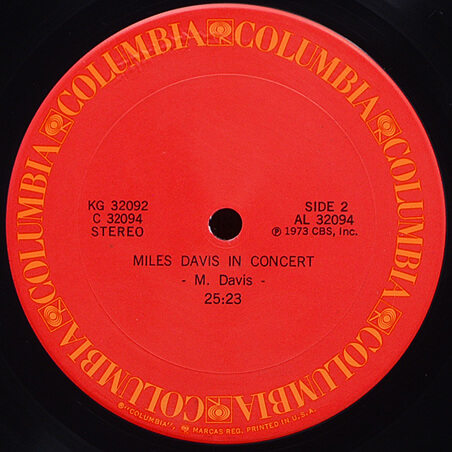 COLUMBIA COLUMBIA COLUMBIA COLUMBIA COLUMBIA COLUMBIA
KG 32092
C 32094
STEREO
SIDE 2
AL 32094
℗ 1973 CBS, Inc.
MILES DAVIS IN CONCERT
- M. Davis -
25:23
®"COLUMBIA", MARCAS REG. PRINTED IN U.S.A.